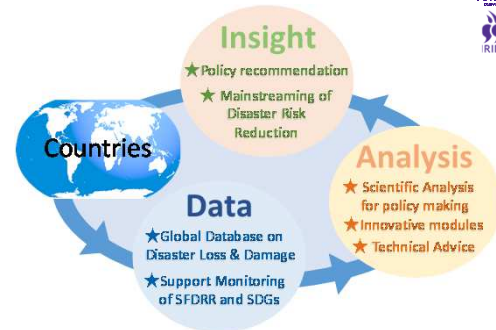 Insight
★Policy recommendation
★ Mainstreaming of
Disaster Risk
Reduction
Countries
Analysis
★ Scientific Analysis
for policy making
★Innovative modules
★ Technical Advice
Data
★Global Database on
Disaster Loss & Damage
★Support Monitoring
of SFDRR and SDGs